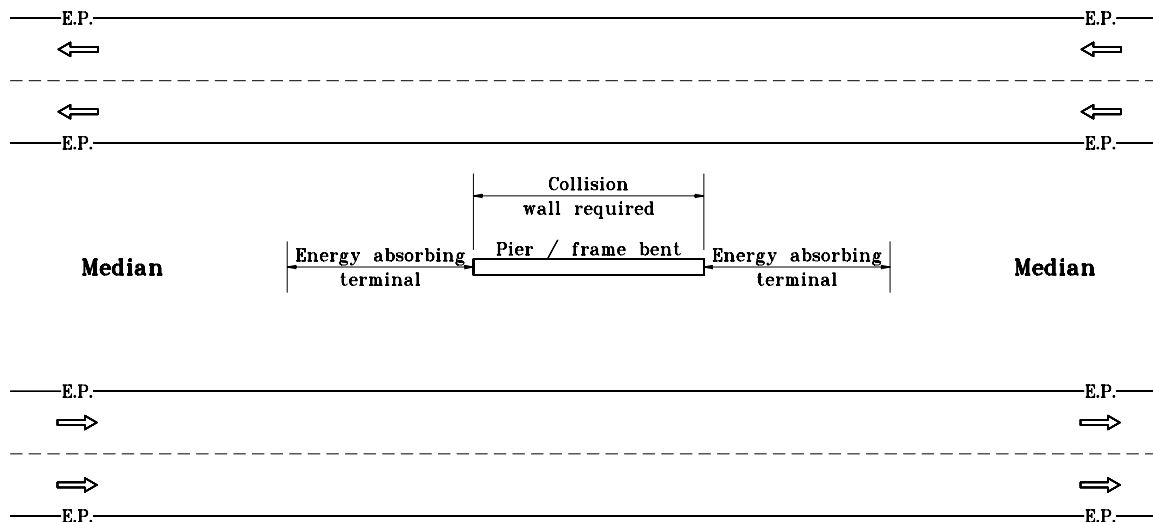 E.P. E.P.
E.P. E.P.
Collision
wall required
Pier / frame bent
Energy absorbing
terminal
Energy absorbing
terminal
Median
Median
E.P. E.P.
E.P. E.P.